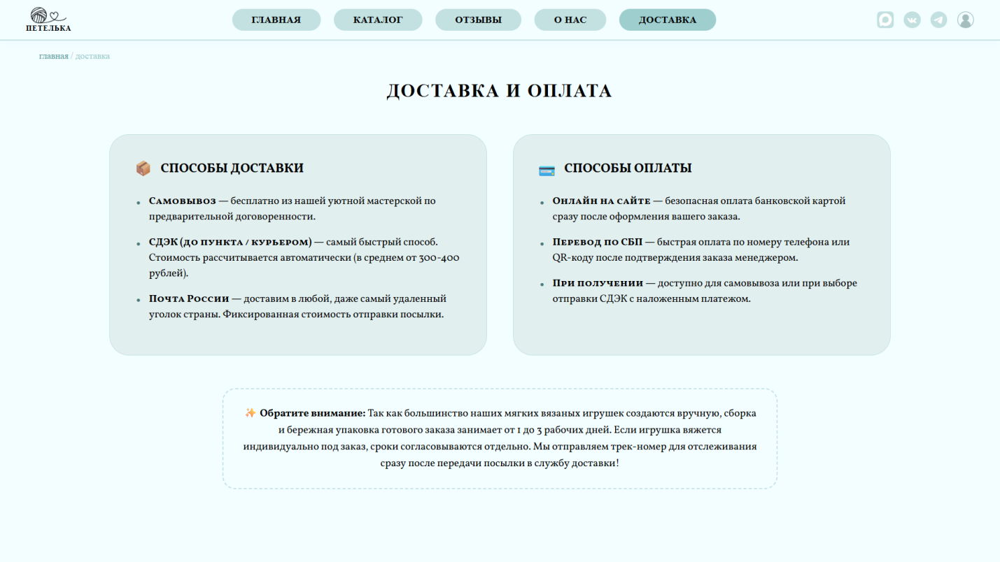 ПЕТЕЛЬКА
ГЛАВНАЯ
КАТАЛОГ
ОТЗЫВЫ
О НАС
ДОСТАВКА
главная / доставка
ДОСТАВКА И ОПЛАТА
СПОСОБЫ ДОСТАВКИ
Самовывоз — бесплатно из нашей уютной мастерской по
предварительной договоренности.
СДЭК (до пункта / курьером) — самый быстрый способ.
Стоимость рассчитывается автоматически (в среднем от 300-400
рублей).
Почта России — доставим в любой, даже самый удаленный
уголок страны. Фиксированная стоимость отправки посылки.
СПОСОБЫ ОПЛАТЫ
Онлайн на сайте — безопасная оплата банковской картой
сразу после оформления вашего заказа.
Перевод по СБП — быстрая оплата по номеру телефона или
QR-коду после подтверждения заказа менеджером.
При получении — доступно для самовывоза или при выборе
отправки СДЭК с наложенным платежом.
✨ Обратите внимание: Так как большинство наших мягких вязаных игрушек создаются вручную, сборка
и бережная упаковка готового заказа занимает от 1 до 3 рабочих дней. Если игрушка вяжется
индивидуально под заказ, сроки согласовываются отдельно. Мы отправляем трек-номер для отслеживания
сразу после передачи посылки в службу доставки!